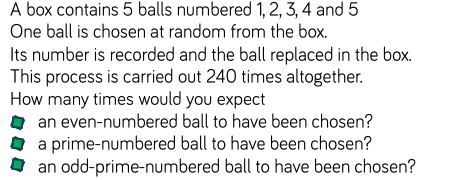 A box contains 5 balls numbered 1, 2, 3, 4 and 5
One ball is chosen at random from the box.
Its number is recorded and the ball replaced in the box.
This process is carried out 240 times altogether.
How many times would you expect
an even-numbered ball to have been chosen?
a prime-numbered ball to have been chosen?
an odd-prime-numbered ball to have been chosen?